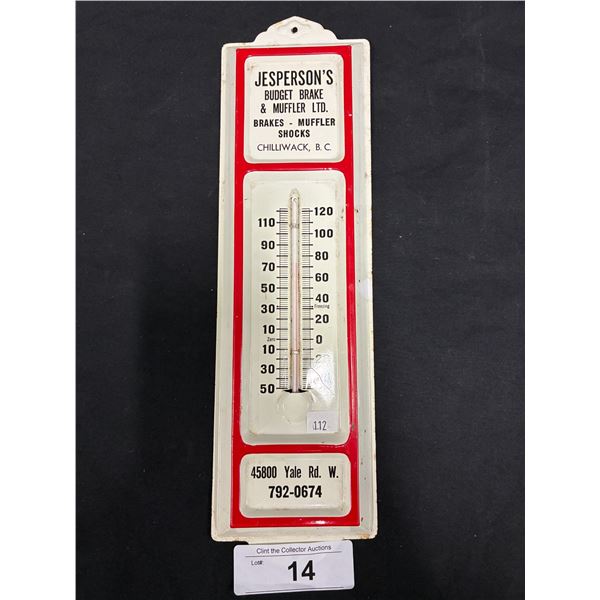 JESPERSON'S
BUDGET BRAKE
& MUFFLER LTD.
BRAKES - MUFFLER
SHOCKS
CHILLIWACK, B. C.
120
110
100
90
80
70
60
50
40
30 Freezing
20
10
Zero 0
10
20
30
50
112
45800 Yale Rd. W.
792-0674
Clint the Collector Auctions
Lot#: 14